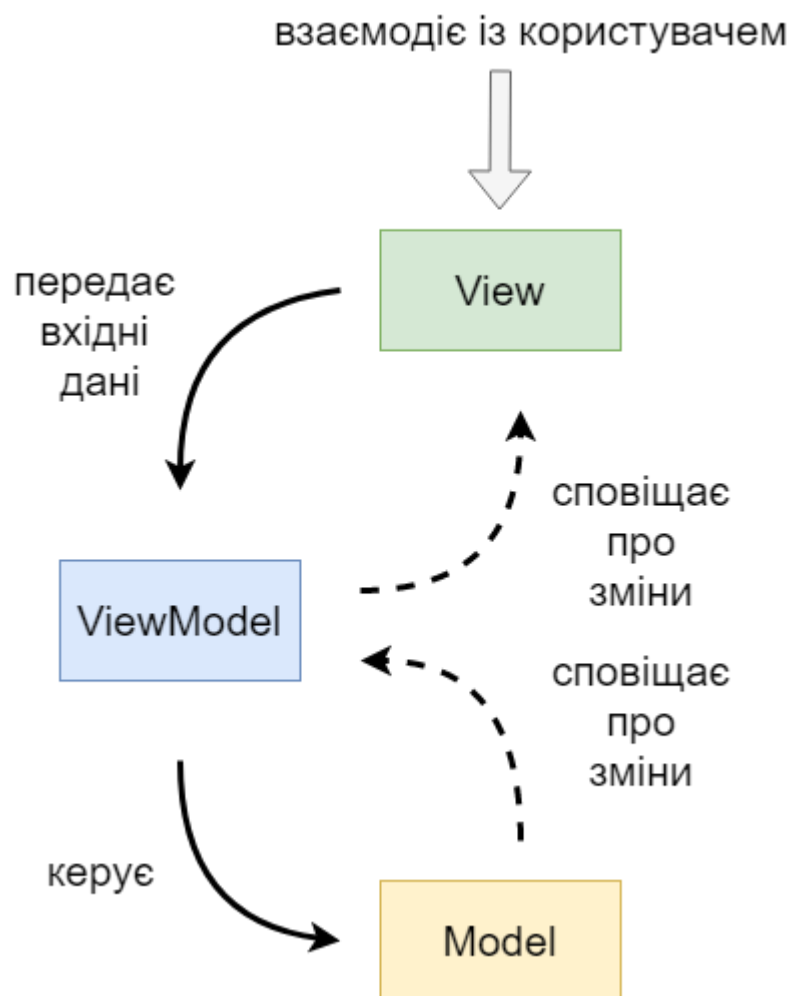 взаємодіє із користувачем
View
передає
вхідні
дані
сповіщає
про
зміни
ViewModel
сповіщає
про
зміни
керує
Model